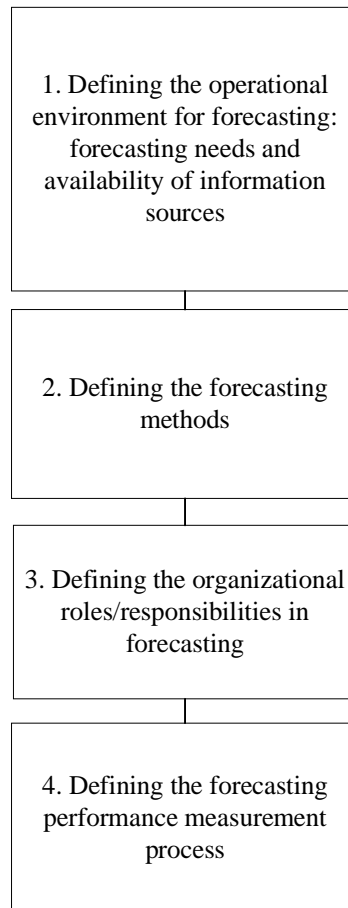 1. Defining the operational
environment for forecasting:
forecasting needs and
availability of information
sources
2. Defining the forecasting
methods
3. Defining the organizational
roles/responsibilities in
forecasting
4. Defining the forecasting
performance measurement
process